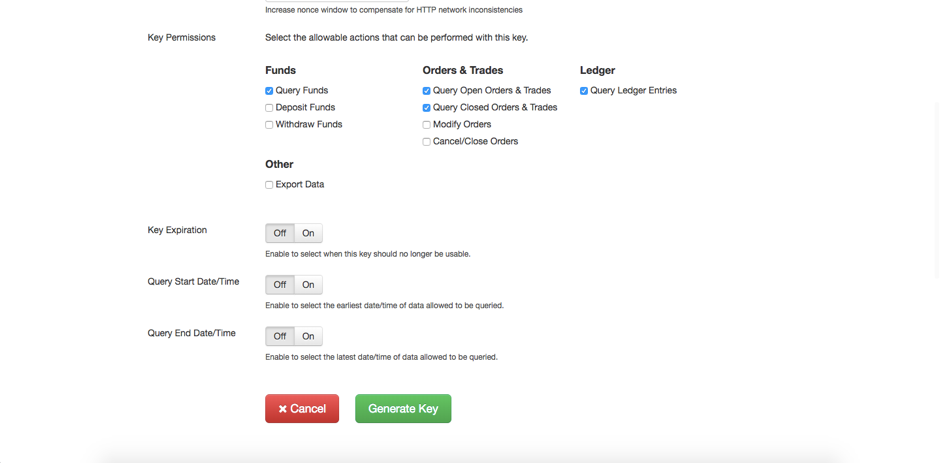 Increase nonce window to compensate for HTTP network inconsistencies
Key Permissions
Select the allowable actions that can be performed with this key.
Funds
Query Funds
Deposit Funds
Withdraw Funds
Orders & Trades
Query Open Orders & Trades
Query Closed Orders & Trades
Modify Orders
Cancel/Close Orders
Ledger
Query Ledger Entries
Other
Export Data
Key Expiration
Off On
Enable to select when this key should no longer be usable.
Query Start Date/Time
Off On
Enable to select the earliest date/time of data allowed to be queried.
Query End Date/Time
Off On
Enable to select the latest date/time of data allowed to be queried.
Cancel
Generate Key